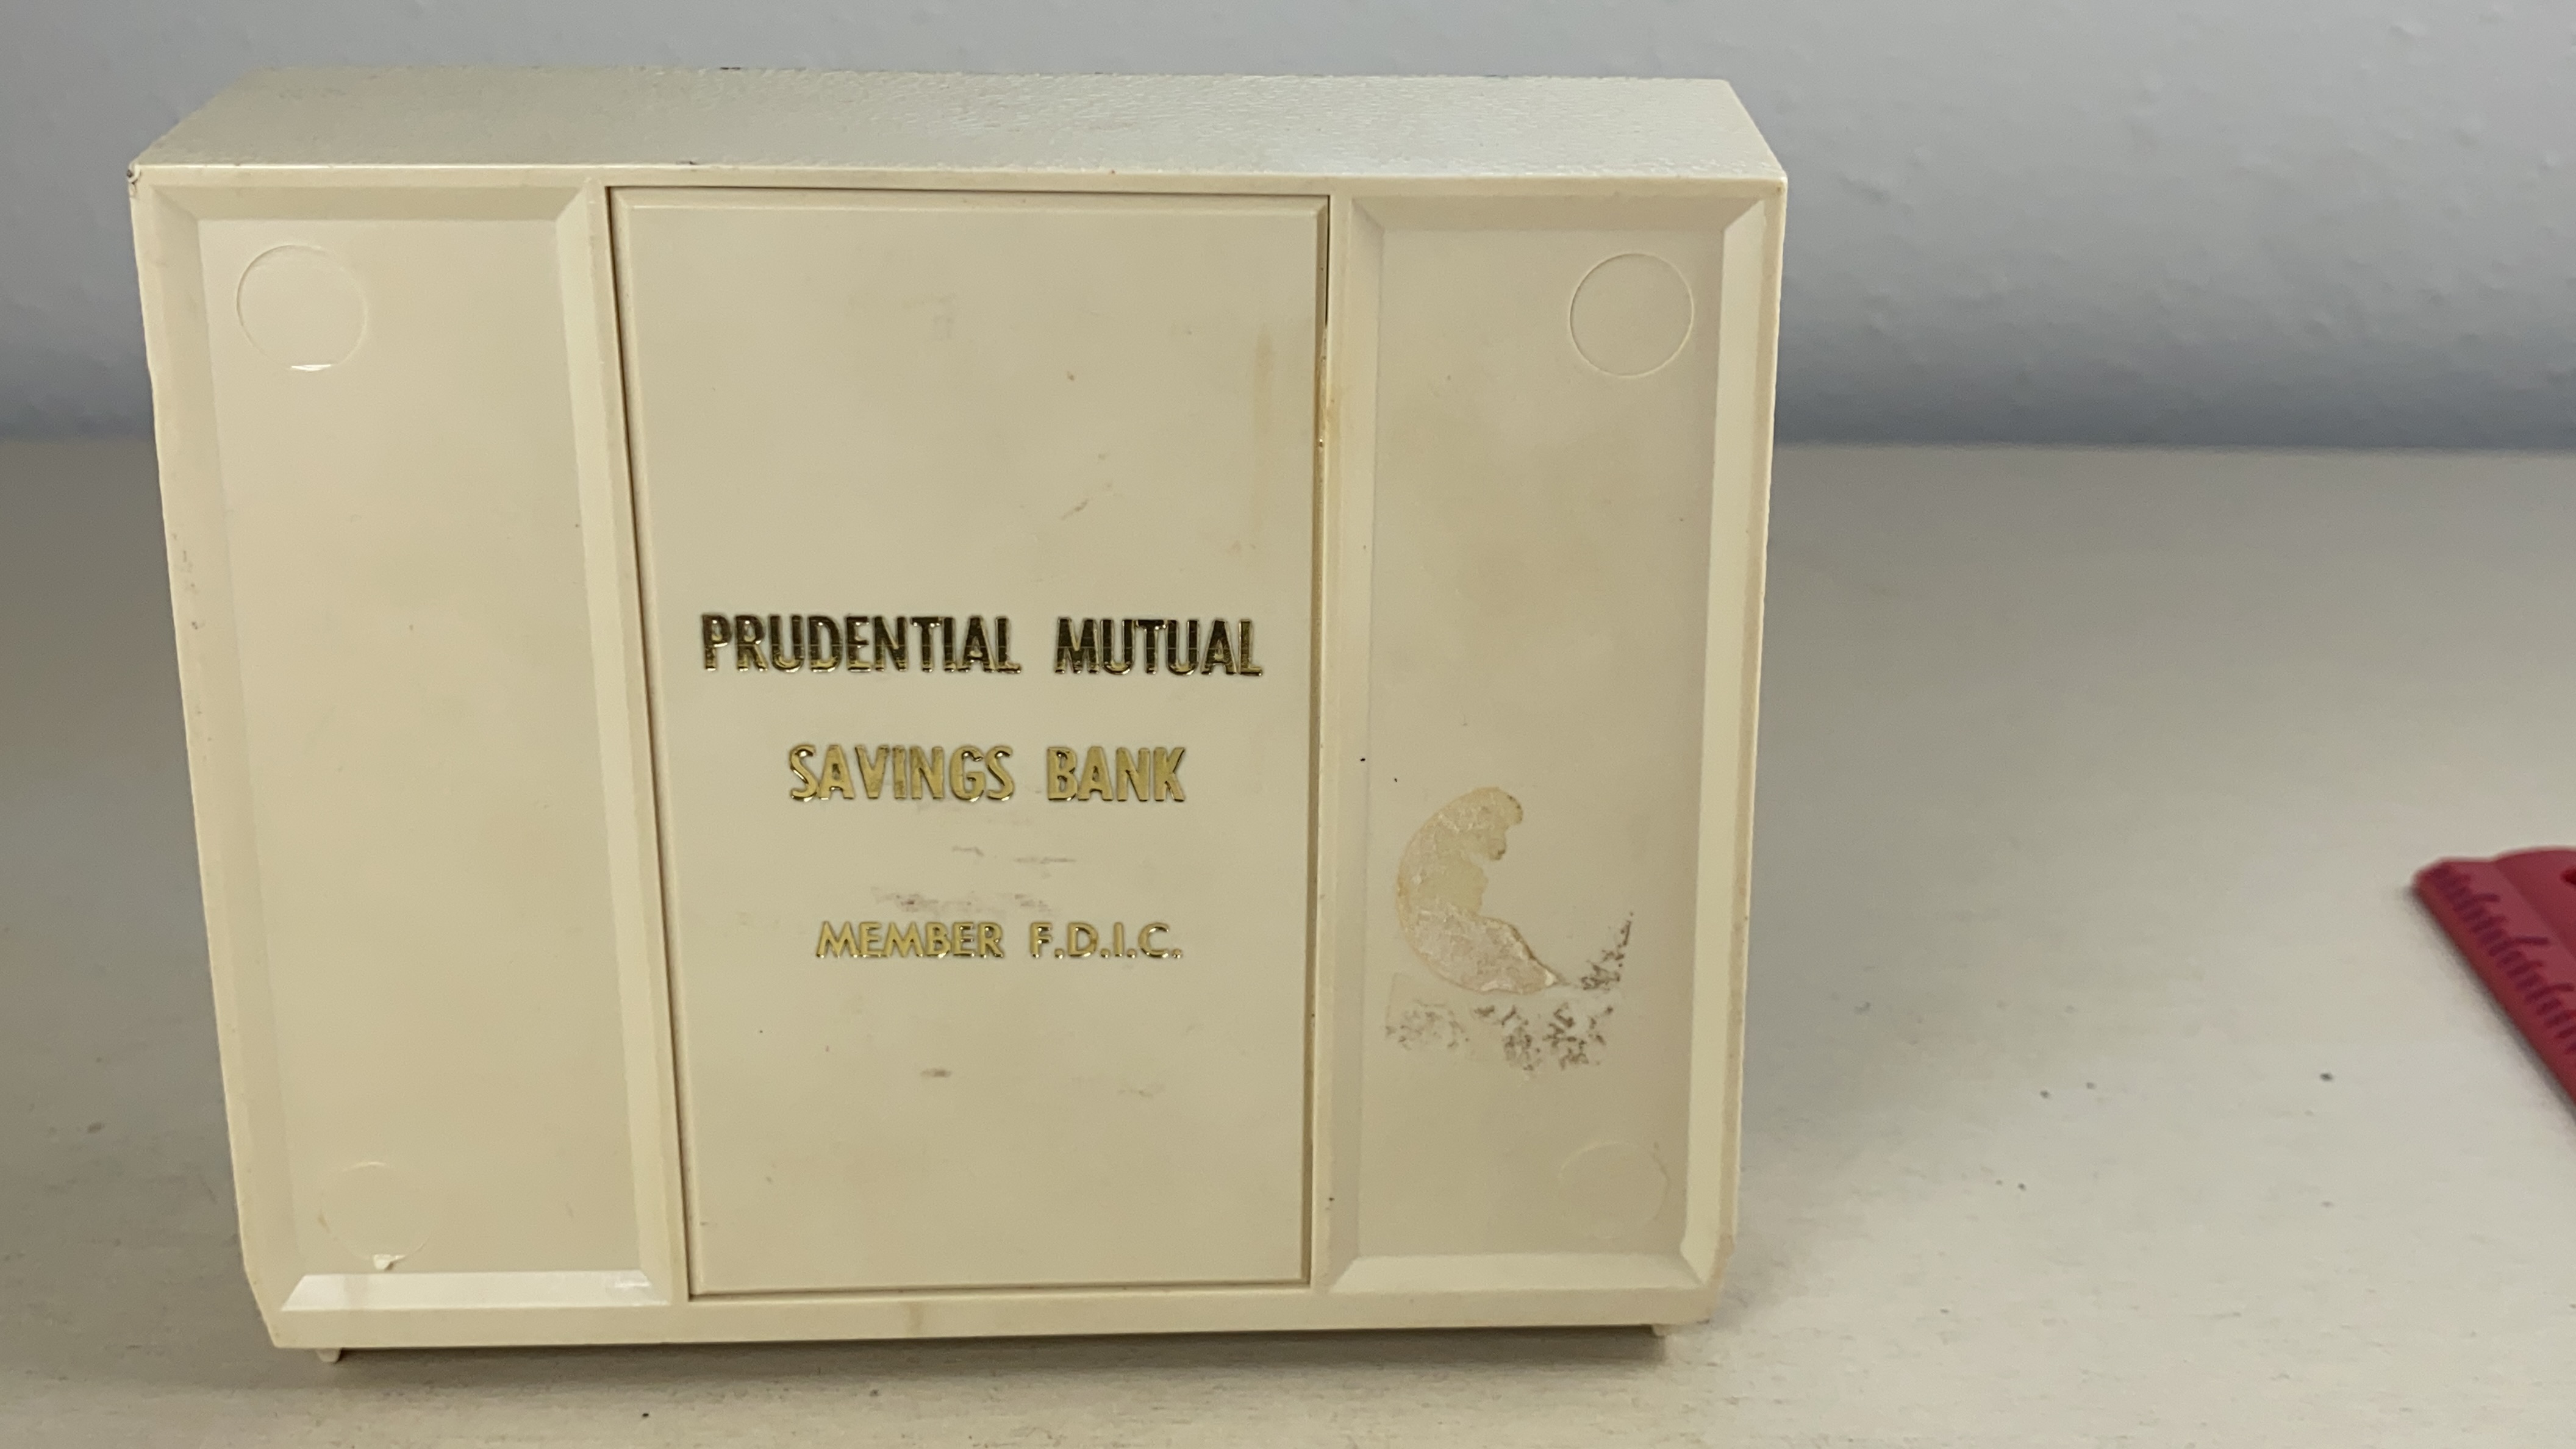 PRUDENTIAL MUTUAL
SAVINGS BANK
MEMBER F.D.I.C.